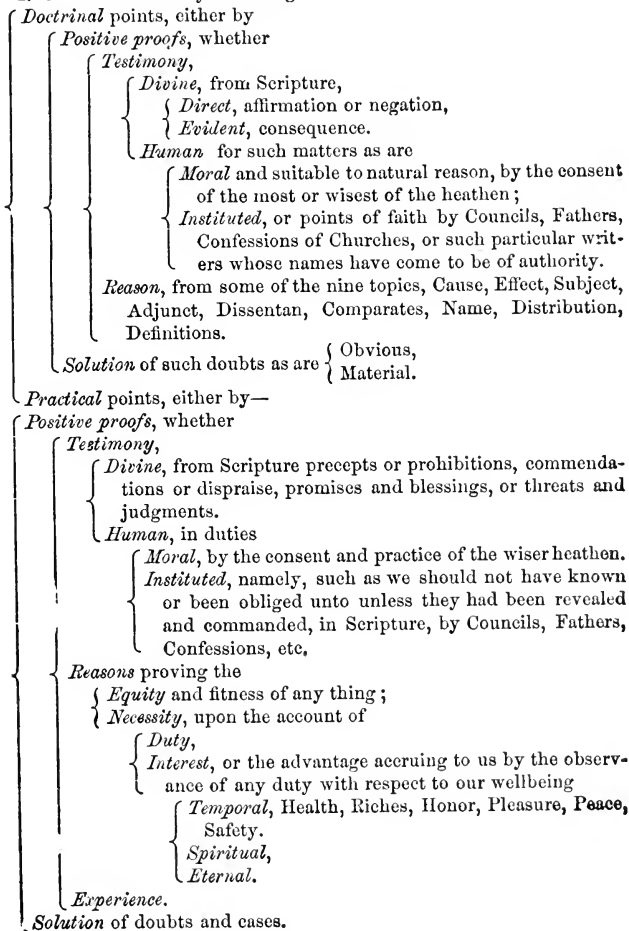 Doctrinal points, either by
Positive proofs, whether
Testimony,
Divine, from Scripture,
Direct, affirmation or negation,
Evident, consequence.
Human for such matters as are
Moral and suitable to natural reason, by the consent
of the most or wisest of the heathen;
Instituted, or points of faith by Councils, Fathers,
Confessions of Churches, or such particular writ-
ers whose names have come to be of authority.
Reason, from some of the nine topics, Cause, Effect, Subject,
Adjunct, Dissentan, Comparates, Name, Distribution,
Definitions.
Solution of such doubts as are { Obvious,
Material.
Practical points, either by—
Positive proofs, whether
Testimony,
Divine, from Scripture precepts or prohibitions, commenda-
tions or dispraise, promises and blessings, or threats and
judgments.
Human, in duties
Moral, by the consent and practice of the wiser heathen.
Instituted, namely, such as we should not have known
or been obliged unto unless they had been revealed
and commanded, in Scripture, by Councils, Fathers,
Confessions, etc.
Reasons proving the
Equity and fitness of any thing;
Necessity, upon the account of
Duty,
Interest, or the advantage accruing to us by the observ-
ance of any duty with respect to our wellbeing
Temporal, Health, Riches, Honor, Pleasure, Peace,
Safety.
Spiritual,
Eternal.
Experience.
Solution of doubts and cases.